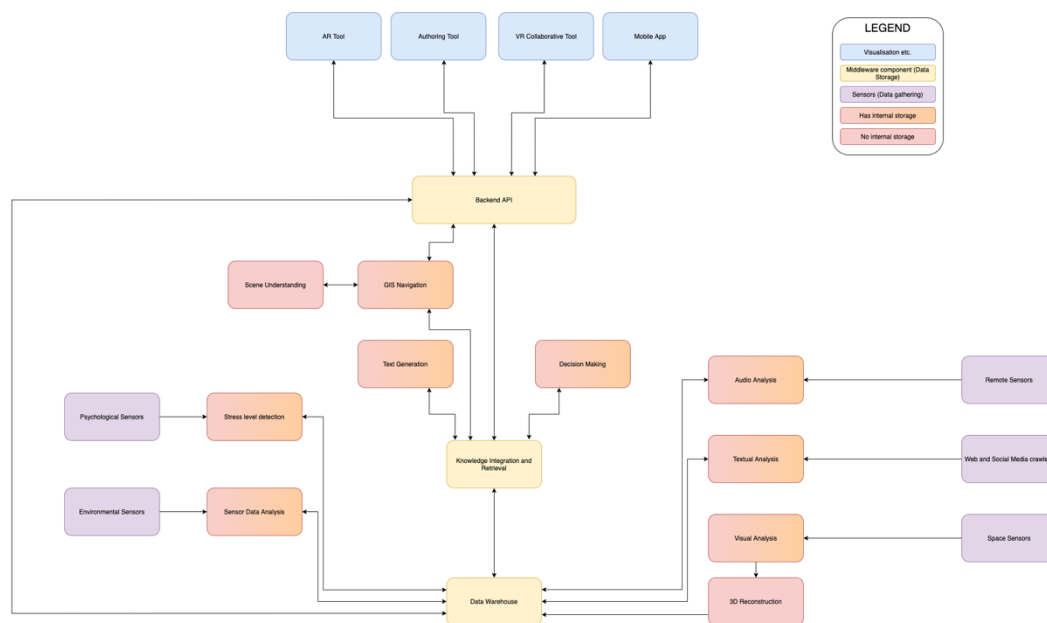 LEGEND
Visualisation etc.
Middleware component (Data
Storage)
Sensors (Data gathering)
Has internal storage
No internal storage
AR Tool
Authoring Tool
VR Collaborative Tool
Mobile App
Backend API
Scene Understanding
GIS Navigation
Text Generation
Decision Making
Audio Analysis
Remote Sensors
Psychological Sensors
Stress level detection
Knowledge Integration and
Retrieval
Textual Analysis
Web and Social Media crawle
Environmental Sensors
Sensor Data Analysis
Visual Analysis
Space Sensors
Data Warehouse
3D Reconstruction